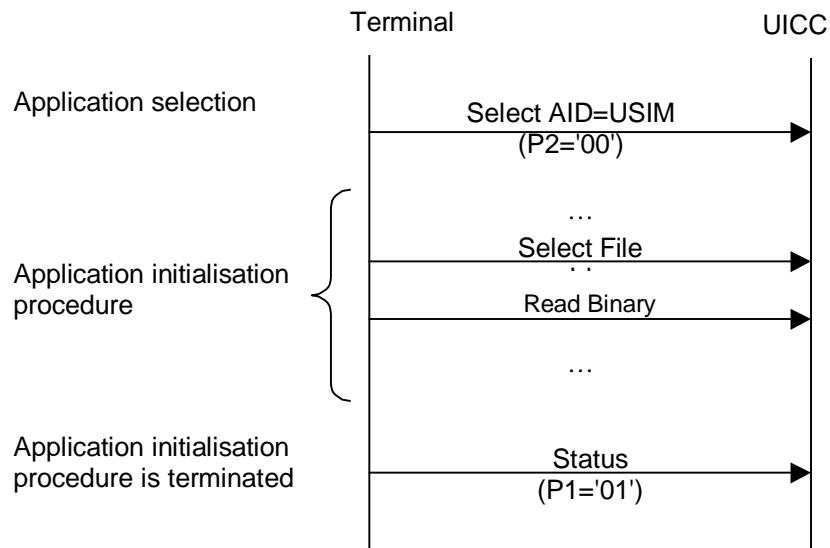 Terminal
UICC
Application selection
Select AID=USIM
(P2='00')
...
Select File
. .
Application initialisation
procedure
Read Binary
...
Application initialisation
procedure is terminated
Status
(P1='01')